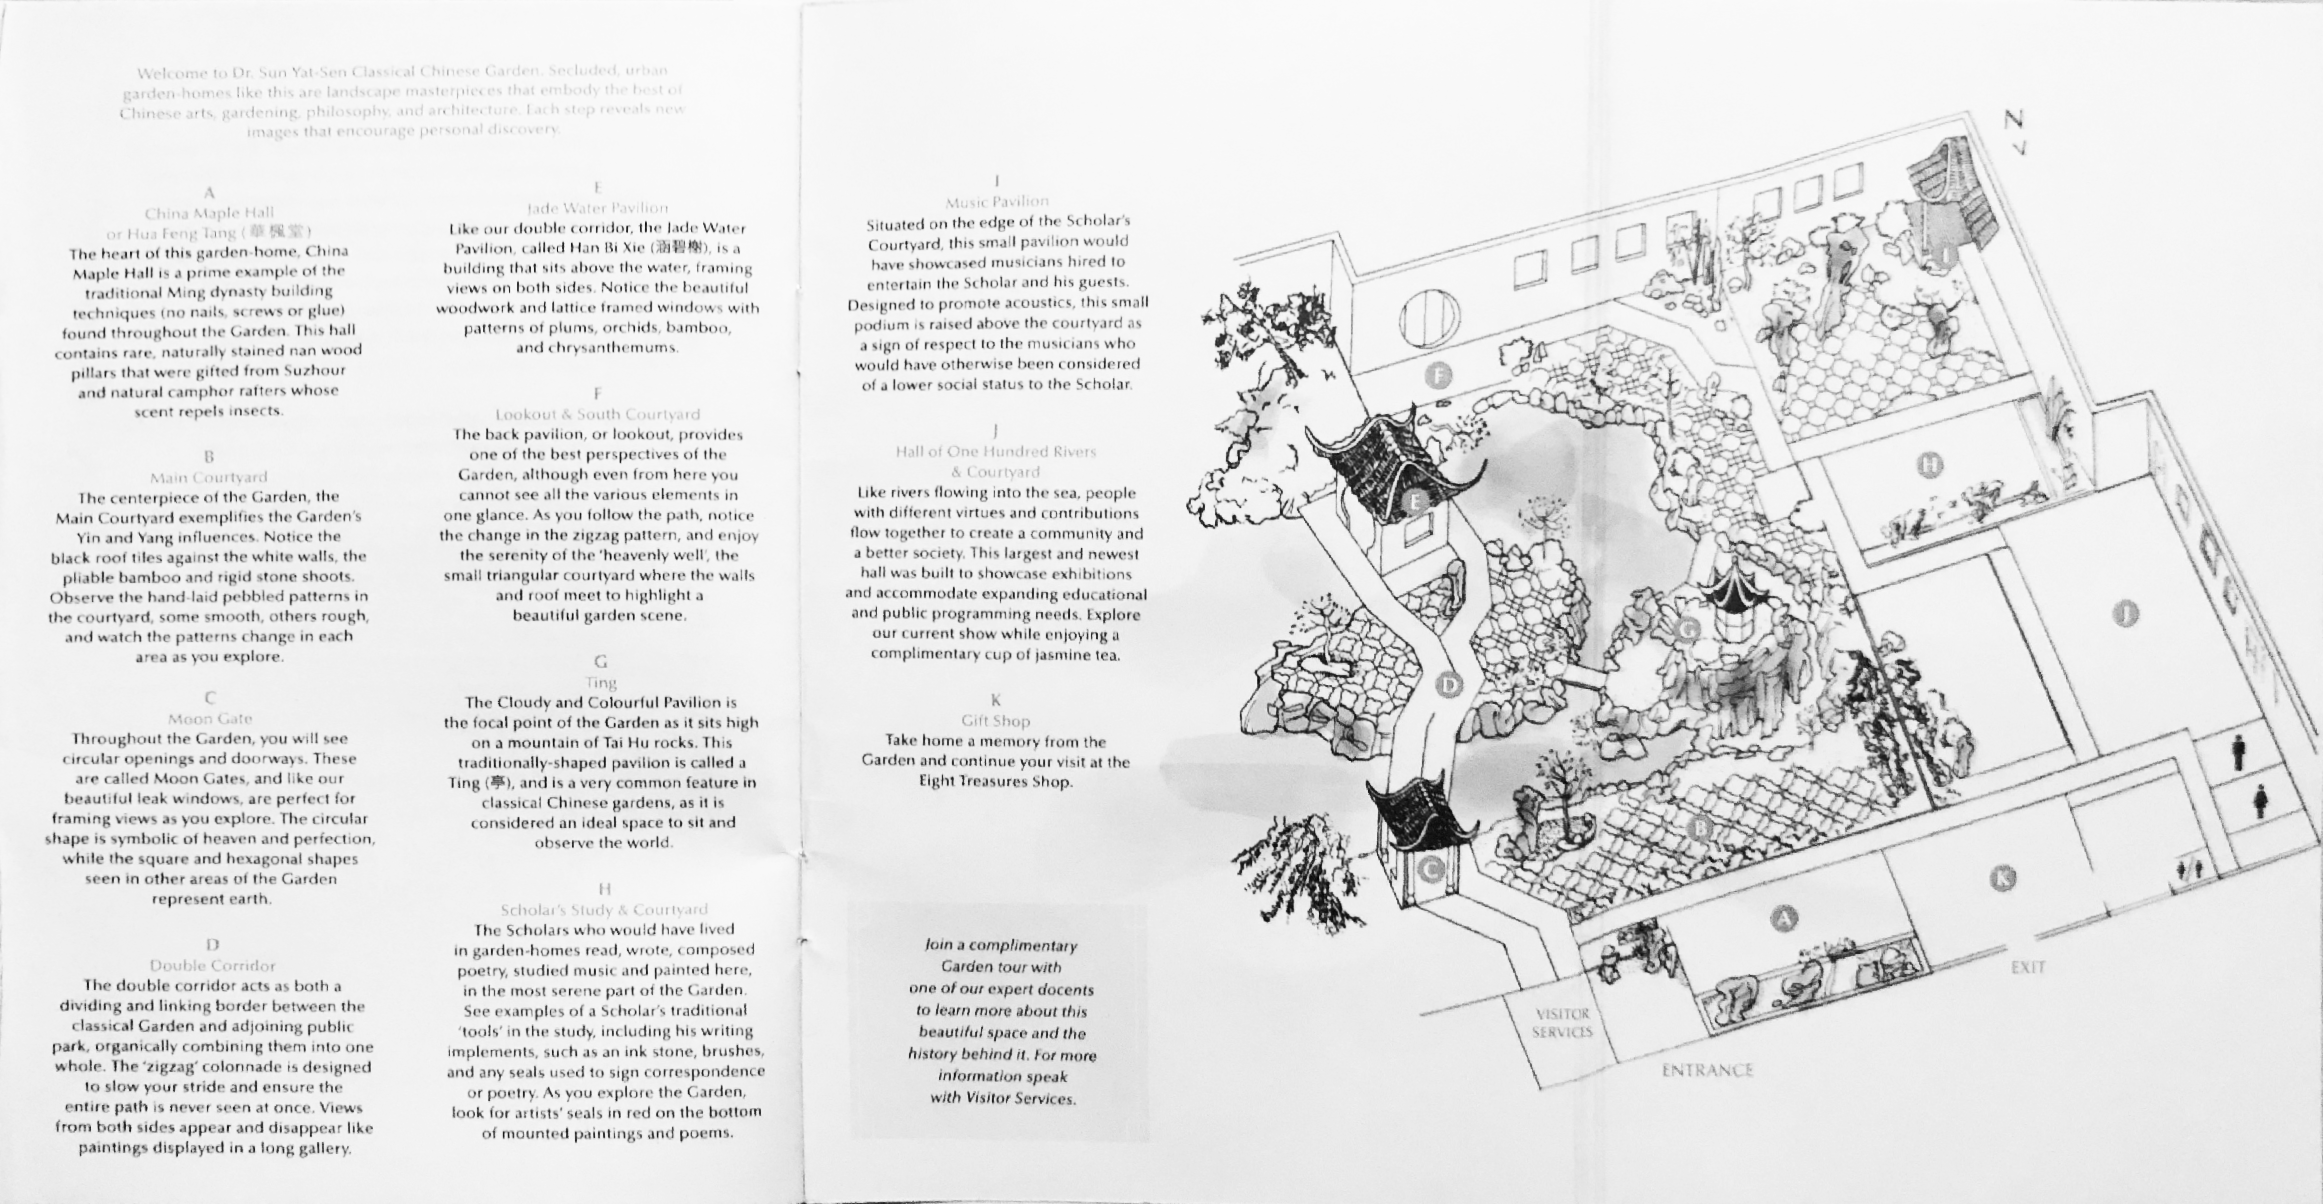 Welcome to Dr. Sun Yat-Sen Classical Chinese Garden. Secluded, urban
garden-homes like this are landscape masterpieces that embody the best of
Chinese arts, gardening, philosophy, and architecture. Each step reveals new
images that encourage personal discovery.
A
China Maple Hall
or Hua Feng Tang (華楓堂)
The heart of this garden-home, China
Maple Hall is a prime example of the
traditional Ming dynasty building
techniques (no nails, screws or glue)
found throughout the Garden. This hall
contains rare, naturally stained nan wood
pillars that were gifted from Suzhour
and natural camphor rafters whose
scent repels insects.
B
Main Courtyard
The centerpiece of the Garden, the
Main Courtyard exemplifies the Garden's
Yin and Yang influences. Notice the
black roof tiles against the white walls, the
pliable bamboo and rigid stone shoots.
Observe the hand-laid pebbled patterns in
the courtyard, some smooth, others rough,
and watch the patterns change in each
area as you explore.
C
Moon Gate
Throughout the Garden, you will see
circular openings and doorways. These
are called Moon Gates, and like our
beautiful leak windows, are perfect for
framing views as you explore. The circular
shape is symbolic of heaven and perfection,
while the square and hexagonal shapes
seen in other areas of the Garden
represent earth.
D
Double Corridor
The double corridor acts as both a
dividing and linking border between the
classical Garden and adjoining public
park, organically combining them into one
whole. The 'zigzag' colonnade is designed
to slow your stride and ensure the
entire path is never seen at once. Views
from both sides appear and disappear like
paintings displayed in a long gallery.
E
Jade Water Pavilion
Like our double corridor, the Jade Water
Pavilion, called Han Bi Xie (涵碧榭), is a
building that sits above the water, framing
views on both sides. Notice the beautiful
woodwork and lattice framed windows with
patterns of plums, orchids, bamboo,
and chrysanthemums.
F
Lookout & South Courtyard
The back pavilion, or lookout, provides
one of the best perspectives of the
Garden, although even from here you
cannot see all the various elements in
one glance. As you follow the path, notice
the change in the zigzag pattern, and enjoy
the serenity of the 'heavenly well', the
small triangular courtyard where the walls
and roof meet to highlight a
beautiful garden scene.
G
Ting
The Cloudy and Colourful Pavilion is
the focal point of the Garden as it sits high
on a mountain of Tai Hu rocks. This
traditionally-shaped pavilion is called a
Ting (亭), and is a very common feature in
classical Chinese gardens, as it is
considered an ideal space to sit and
observe the world.
H
Scholar's Study & Courtyard
The Scholars who would have lived
in garden-homes read, wrote, composed
poetry, studied music and painted here,
in the most serene part of the Garden.
See examples of a Scholar's traditional
'tools' in the study, including his writing
implements, such as an ink stone, brushes,
and any seals used to sign correspondence
or poetry. As you explore the Garden,
look for artists' seals in red on the bottom
of mounted paintings and poems.
I
Music Pavilion
Situated on the edge of the Scholar's
Courtyard, this small pavilion would
have showcased musicians hired to
entertain the Scholar and his guests.
Designed to promote acoustics, this small
podium is raised above the courtyard as
a sign of respect to the musicians who
would have otherwise been considered
of a lower social status to the Scholar.
J
Hall of One Hundred Rivers
& Courtyard
Like rivers flowing into the sea, people
with different virtues and contributions
flow together to create a community and
a better society. This largest and newest
hall was built to showcase exhibitions
and accommodate expanding educational
and public programming needs. Explore
our current show while enjoying a
complimentary cup of jasmine tea.
K
Gift Shop
Take home a memory from the
Garden and continue your visit at the
Eight Treasures Shop.
Join a complimentary
Garden tour with
one of our expert docents
to learn more about this
beautiful space and the
history behind it. For more
information speak
with Visitor Services.
N
I
F
H
E
J
G
D
B
C
K
A
EXIT
VISITOR
SERVICES
ENTRANCE